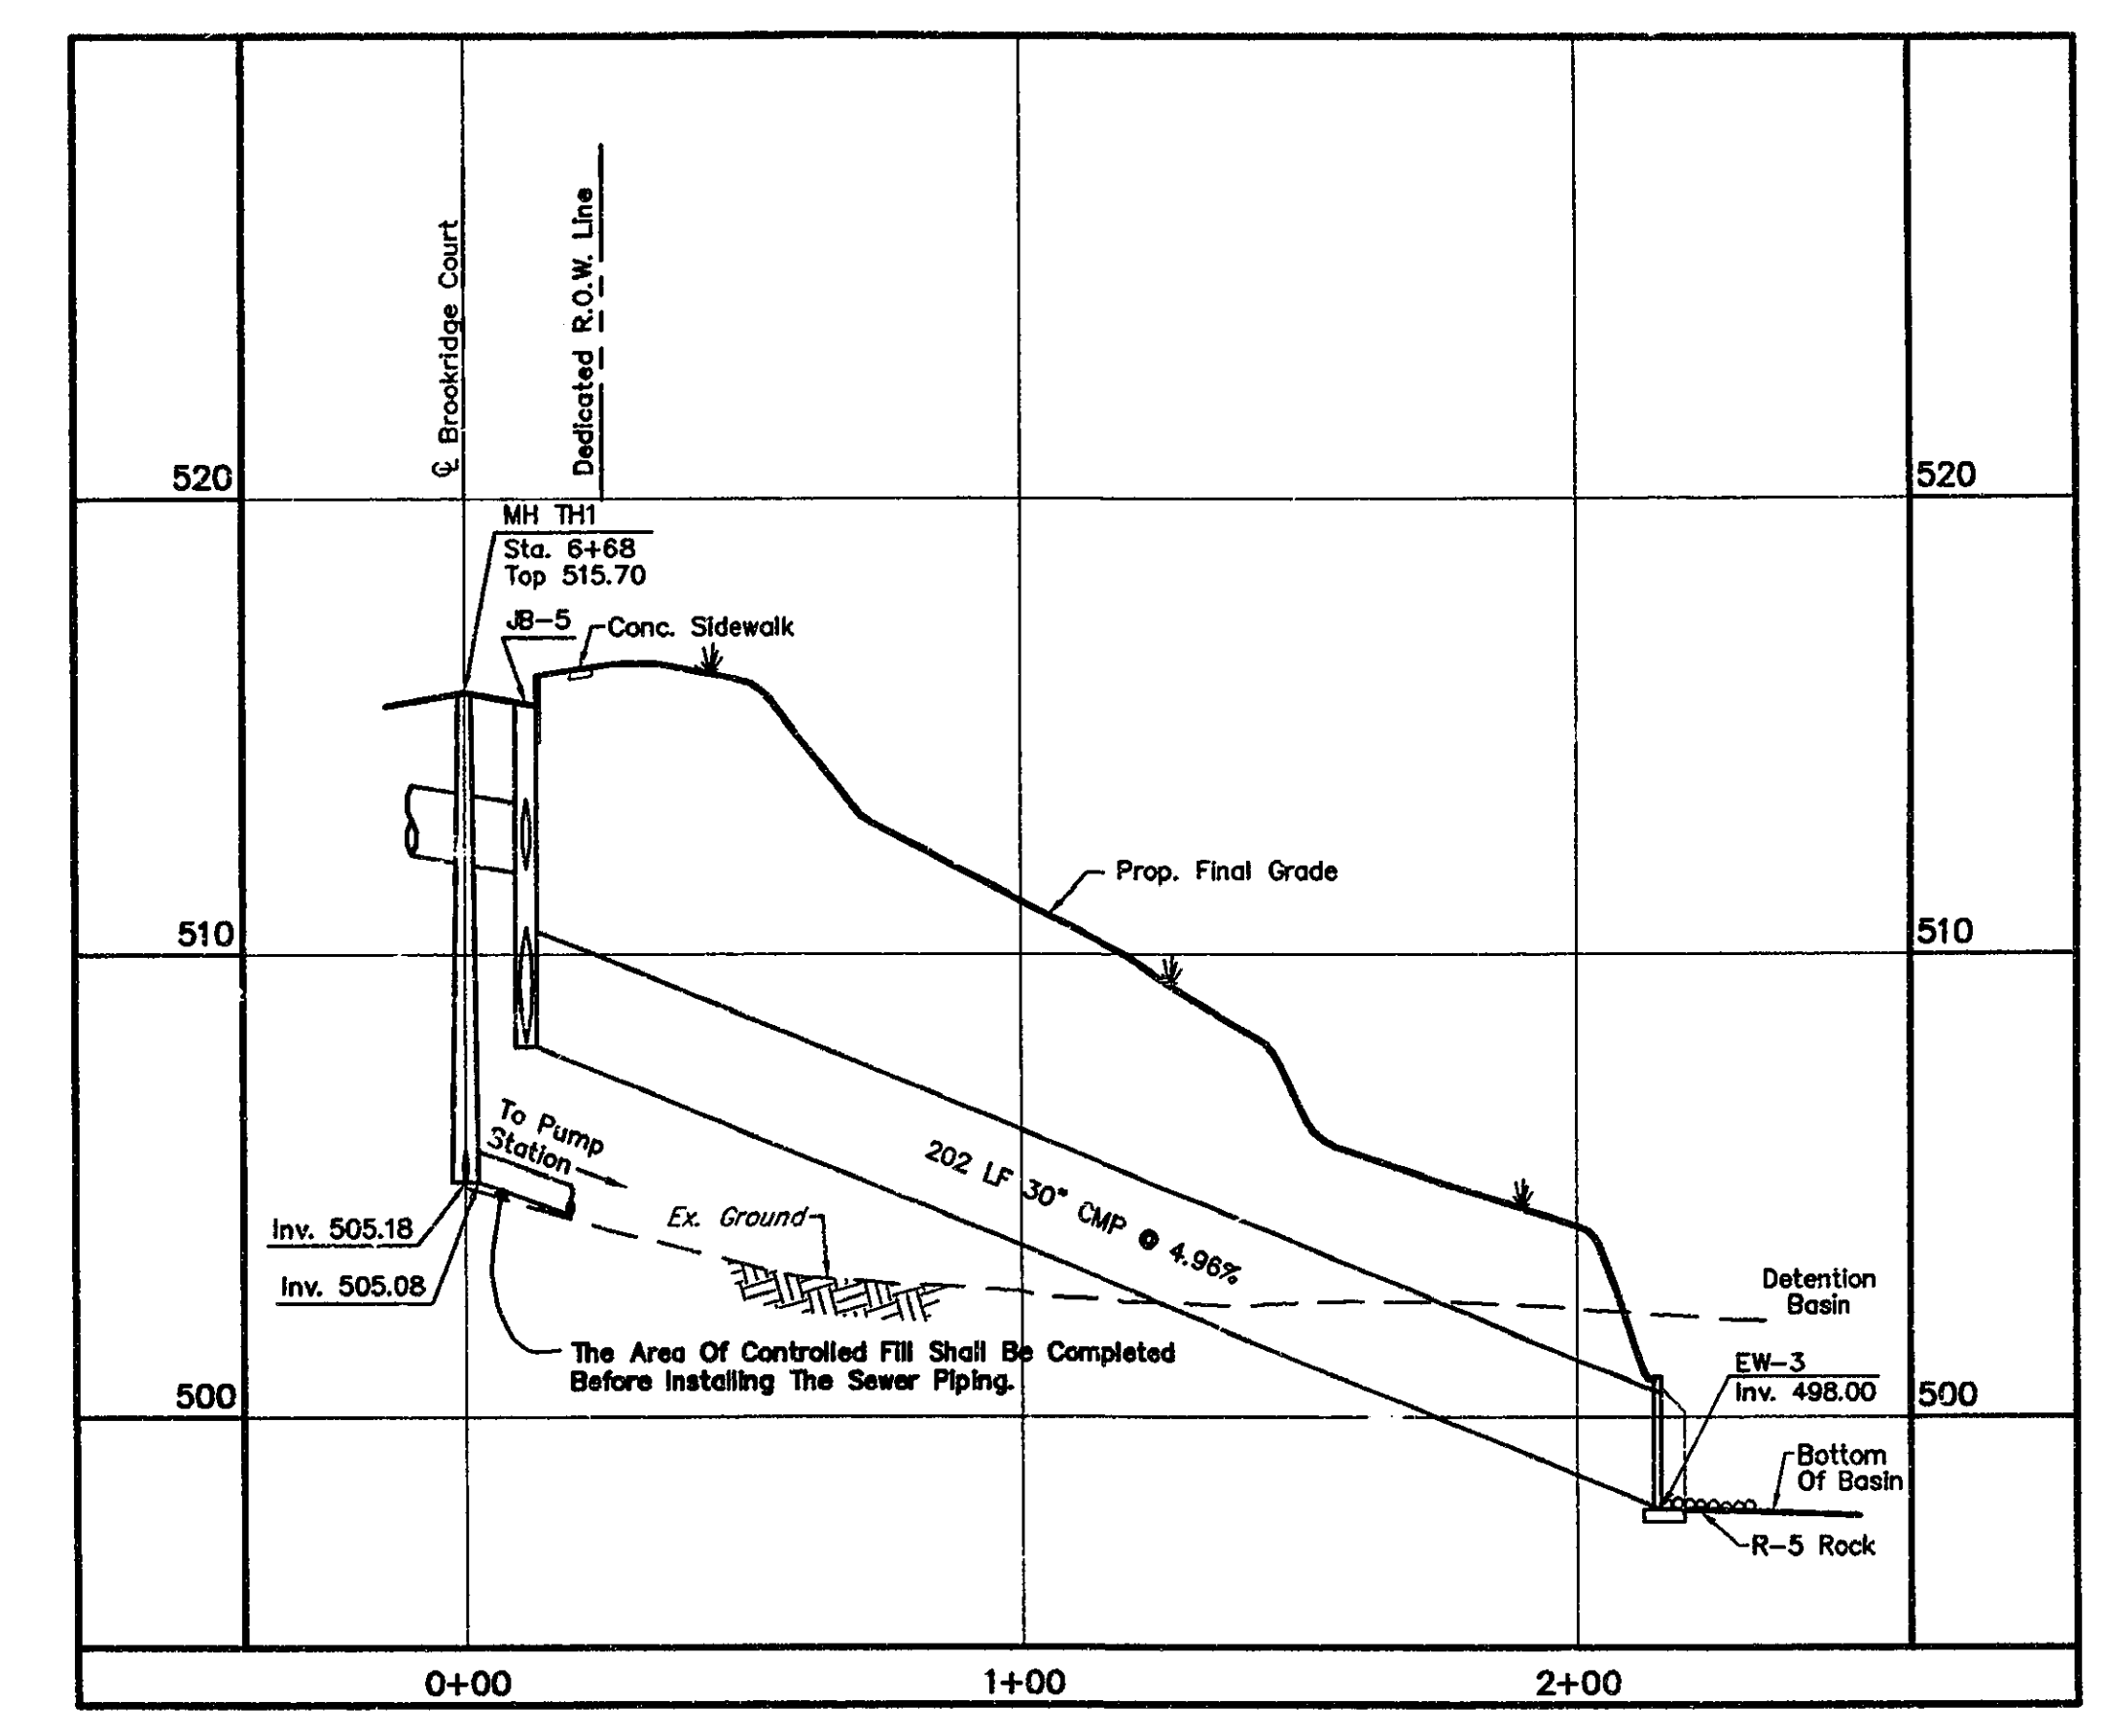 ℄ Brookridge Court
Dedicated R.O.W. Line
520
520
MH TH1
Sta. 6+68
Top 515.70
JB-5
Conc. Sidewalk
Prop. Final Grade
510
510
To Pump
Station
202 LF 30" CMP @ 4.96%
Ex. Ground
Inv. 505.18
Inv. 505.08
Detention
Basin
The Area Of Controlled Fill Shall Be Completed
Before Installing The Sewer Piping.
EW-3
Inv. 498.00
500
500
Bottom
Of Basin
R-5 Rock
0+00
1+00
2+00